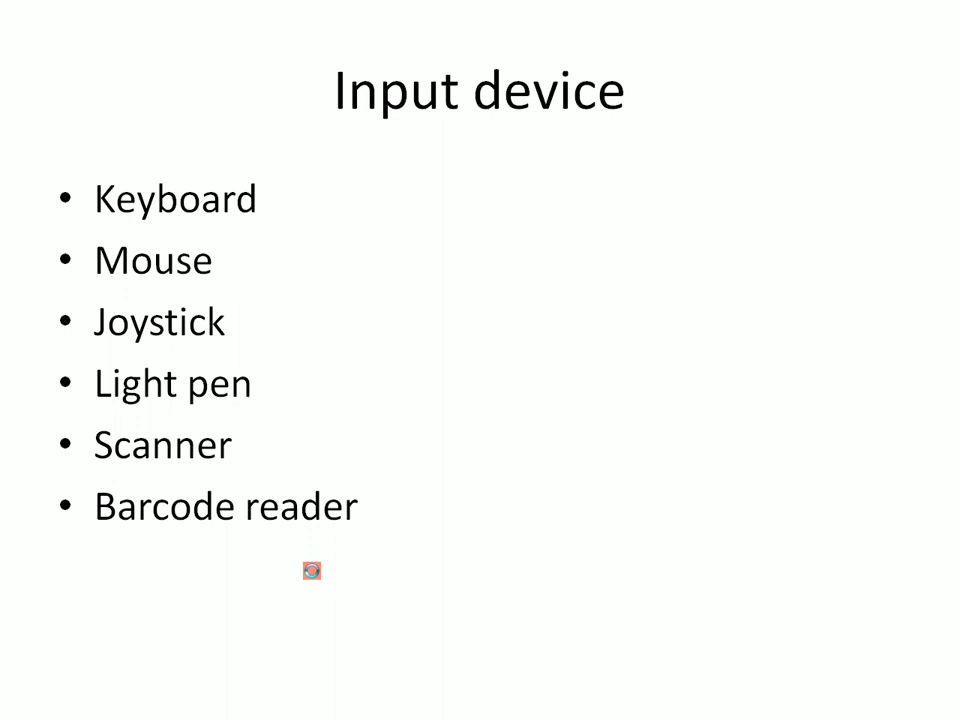 Input device
• Keyboard
• Mouse
• Joystick
• Light pen
• Scanner
• Barcode reader